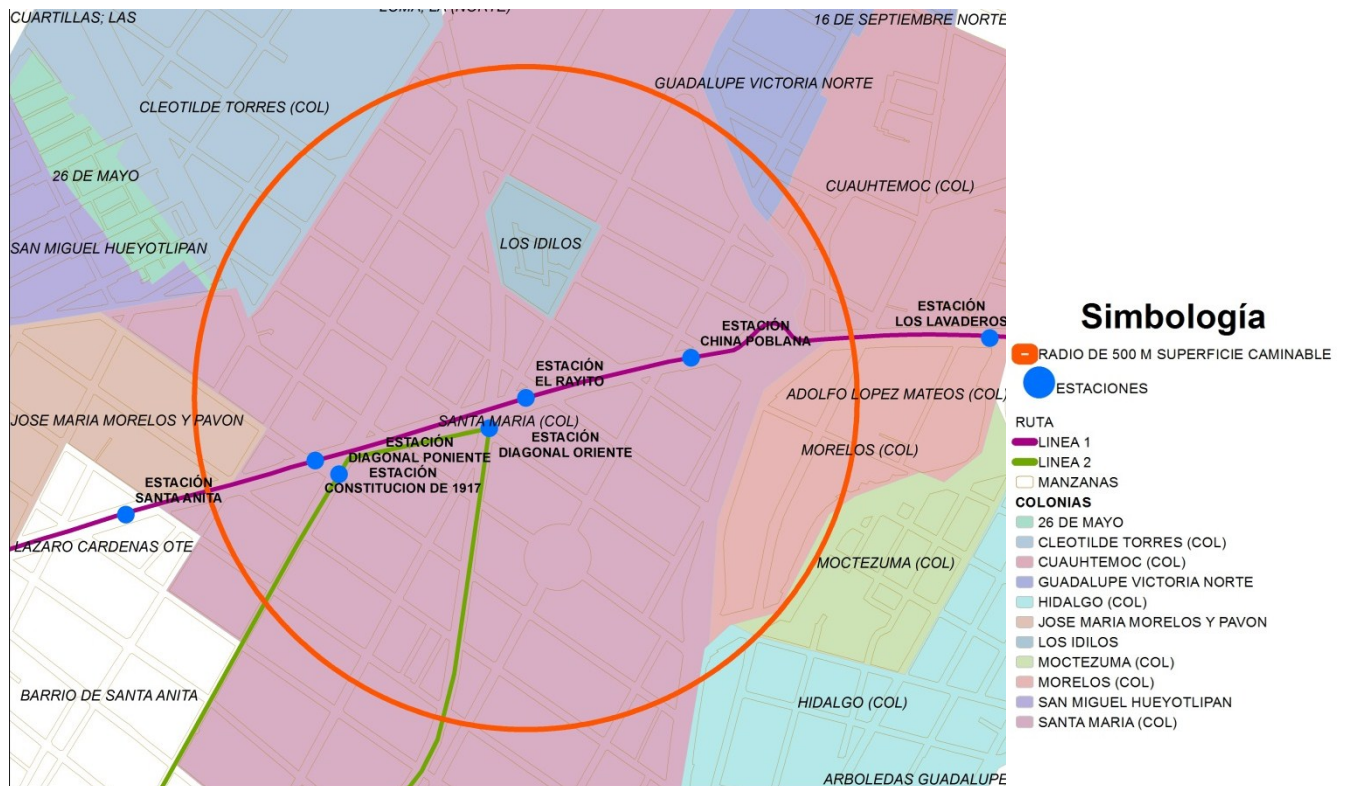 CUARTILLAS; LAS
LOMA, LA (NORTE)
16 DE SEPTIEMBRE NORTE
GUADALUPE VICTORIA NORTE
CLEOTILDE TORRES (COL)
26 DE MAYO
CUAUHTEMOC (COL)
SAN MIGUEL HUEYOTLIPAN
LOS IDILOS
ESTACIÓN
LOS LAVADEROS
ESTACIÓN
CHINA POBLANA
ESTACIÓN
EL RAYITO
ADOLFO LOPEZ MATEOS (COL)
JOSE MARIA MORELOS Y PAVON
SANTA MARIA (COL)
ESTACIÓN
DIAGONAL ORIENTE
ESTACIÓN
DIAGONAL PONIENTE
MORELOS (COL)
ESTACIÓN
CONSTITUCION DE 1917
ESTACIÓN
SANTA ANITA
LAZARO CARDENAS OTE
MOCTEZUMA (COL)
BARRIO DE SANTA ANITA
HIDALGO (COL)
ARBOLEDAS GUADALUPE
Simbología
RADIO DE 500 M SUPERFICIE CAMINABLE
ESTACIONES
RUTA
LINEA 1
LINEA 2
MANZANAS
COLONIAS
26 DE MAYO
CLEOTILDE TORRES (COL)
CUAUHTEMOC (COL)
GUADALUPE VICTORIA NORTE
HIDALGO (COL)
JOSE MARIA MORELOS Y PAVON
LOS IDILOS
MOCTEZUMA (COL)
MORELOS (COL)
SAN MIGUEL HUEYOTLIPAN
SANTA MARIA (COL)